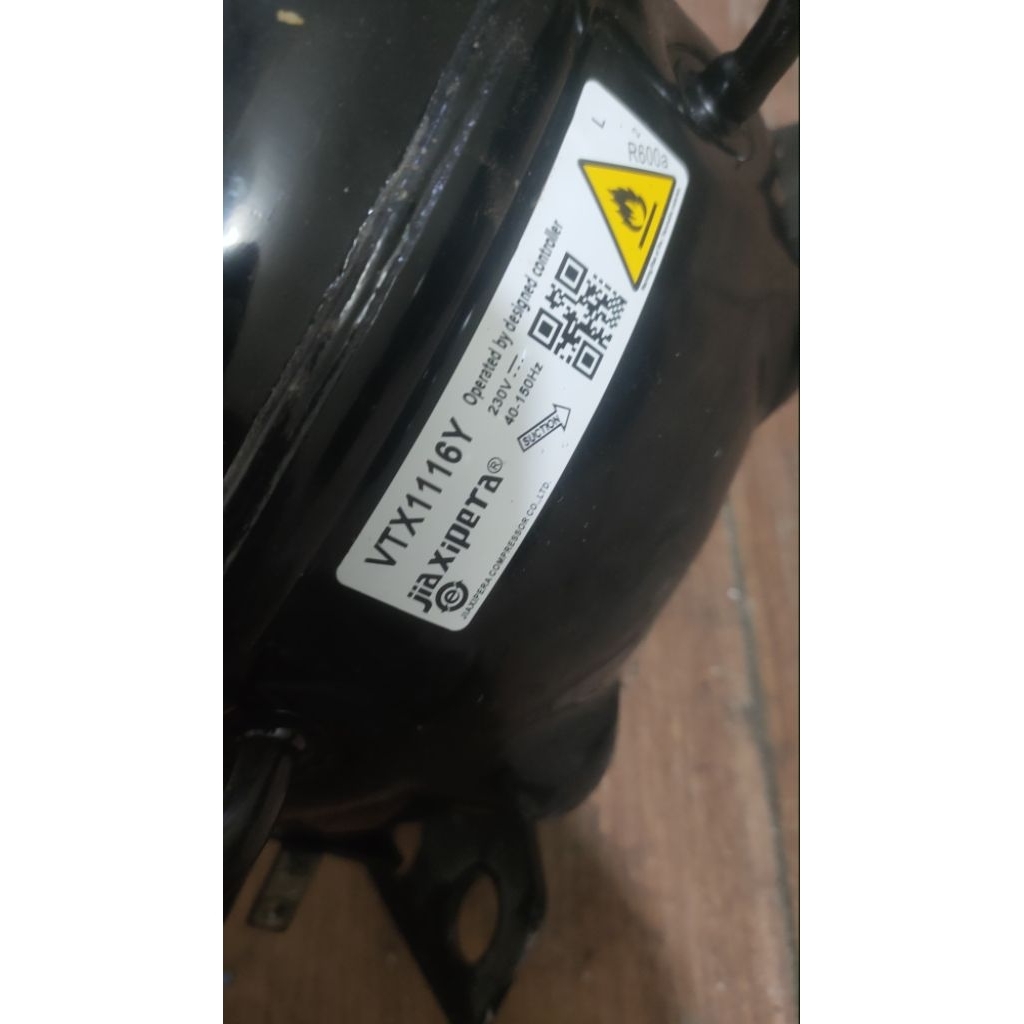 VTX1116Y
Operated by designed controller
230V
40-150Hz
jiaxipera®
SUCTION
JIAXIPERA COMPRESSOR CO.,LTD.
R600a
L